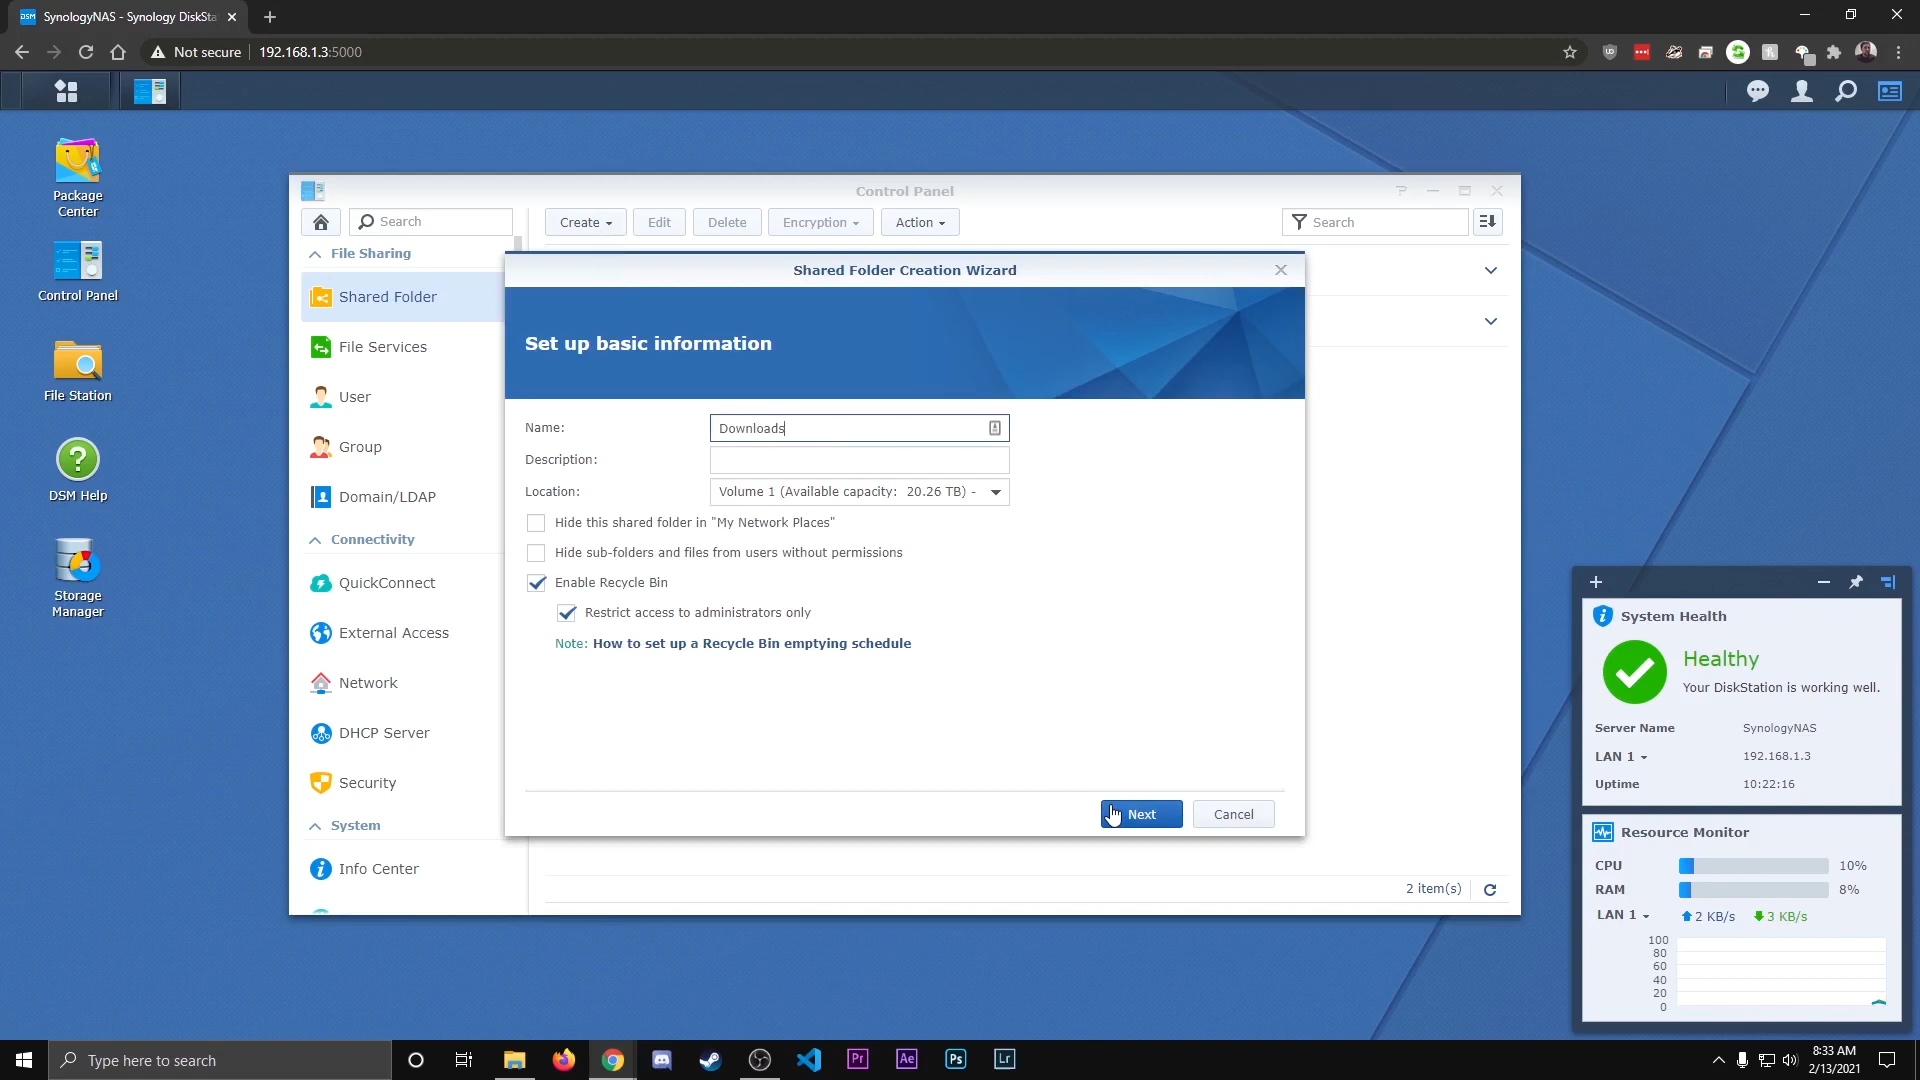 SynologyNAS - Synology DiskSta
Not secure
192.168.1.3:5000
Package
Center
Control Panel
File Station
DSM Help
Storage
Manager
Control Panel
Search
Create
Edit
Delete
Encryption
Action
Search
File Sharing
Shared Folder
File Services
User
Group
Domain/LDAP
Connectivity
QuickConnect
External Access
Network
DHCP Server
Security
System
Info Center
Shared Folder Creation Wizard
Set up basic information
Name:
Downloads
Description:
Location:
Volume 1 (Available capacity: 20.26 TB) -
Hide this shared folder in "My Network Places"
Hide sub-folders and files from users without permissions
Enable Recycle Bin
Restrict access to administrators only
Note: How to set up a Recycle Bin emptying schedule
Next
Cancel
2 item(s)
System Health
Healthy
Your DiskStation is working well.
Server Name
SynologyNAS
LAN 1
192.168.1.3
Uptime
10:22:16
Resource Monitor
CPU
10%
RAM
8%
LAN 1
2 KB/s
3 KB/s
100
80
60
40
20
0
Type here to search
Pr
Ae
Ps
Lr
8:33 AM
2/13/2021